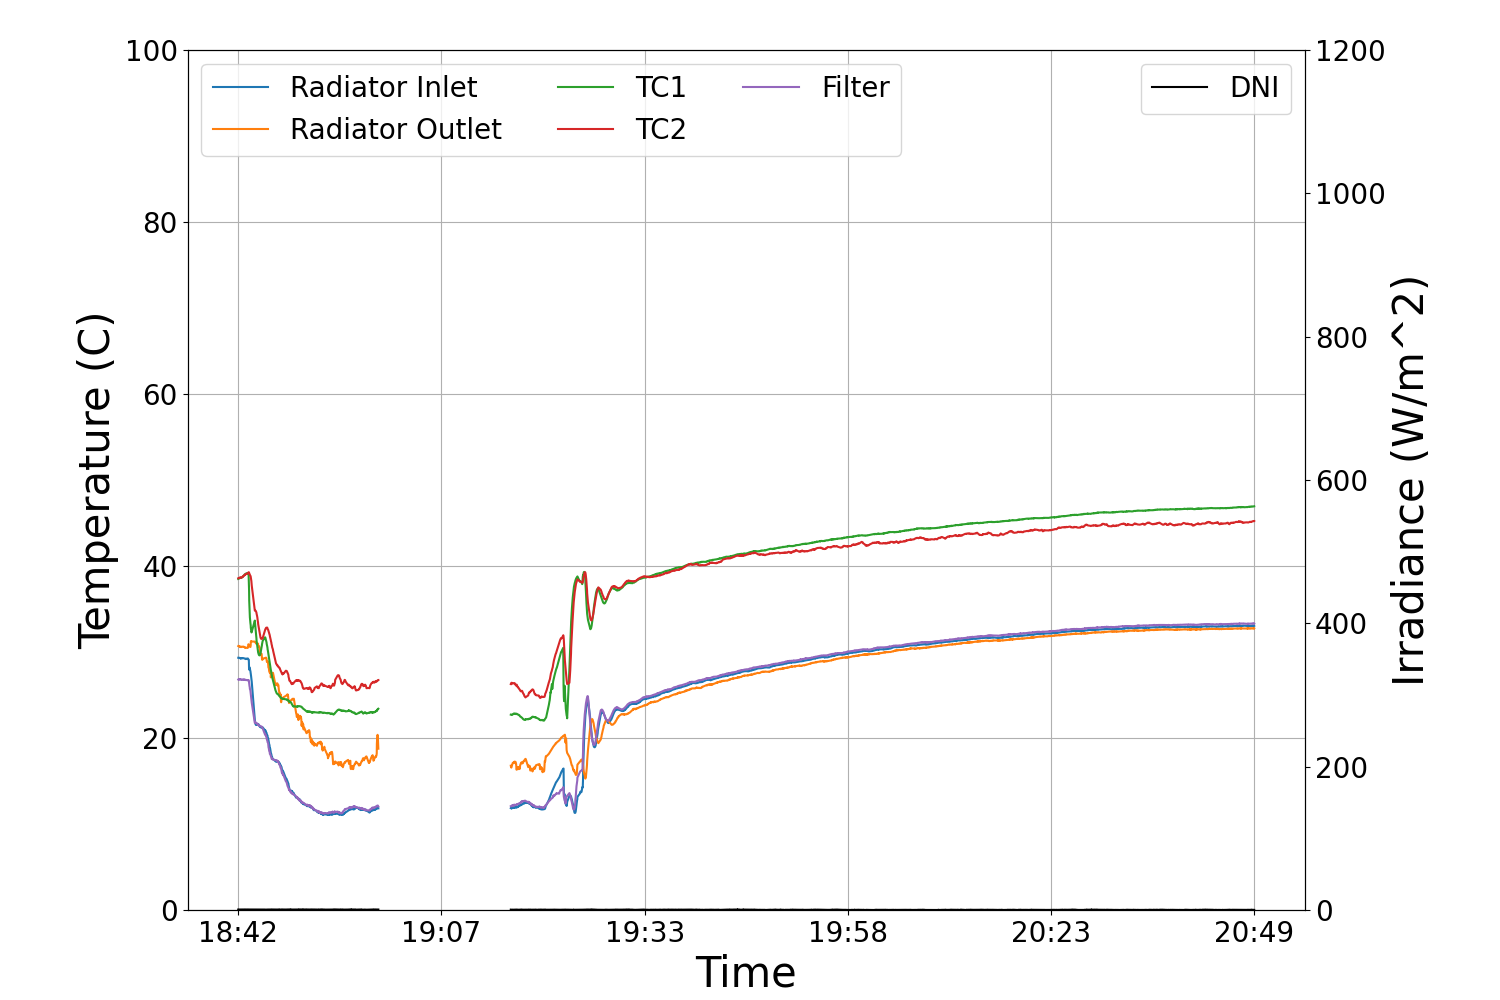 Radiator Inlet
Radiator Outlet
TC1
TC2
Filter
DNI
Temperature (C)
100
80
60
40
20
0
Irradiance (W/m^2)
1200
1000
800
600
400
200
0
18:42 19:07 19:33 19:58 20:23 20:49
Time